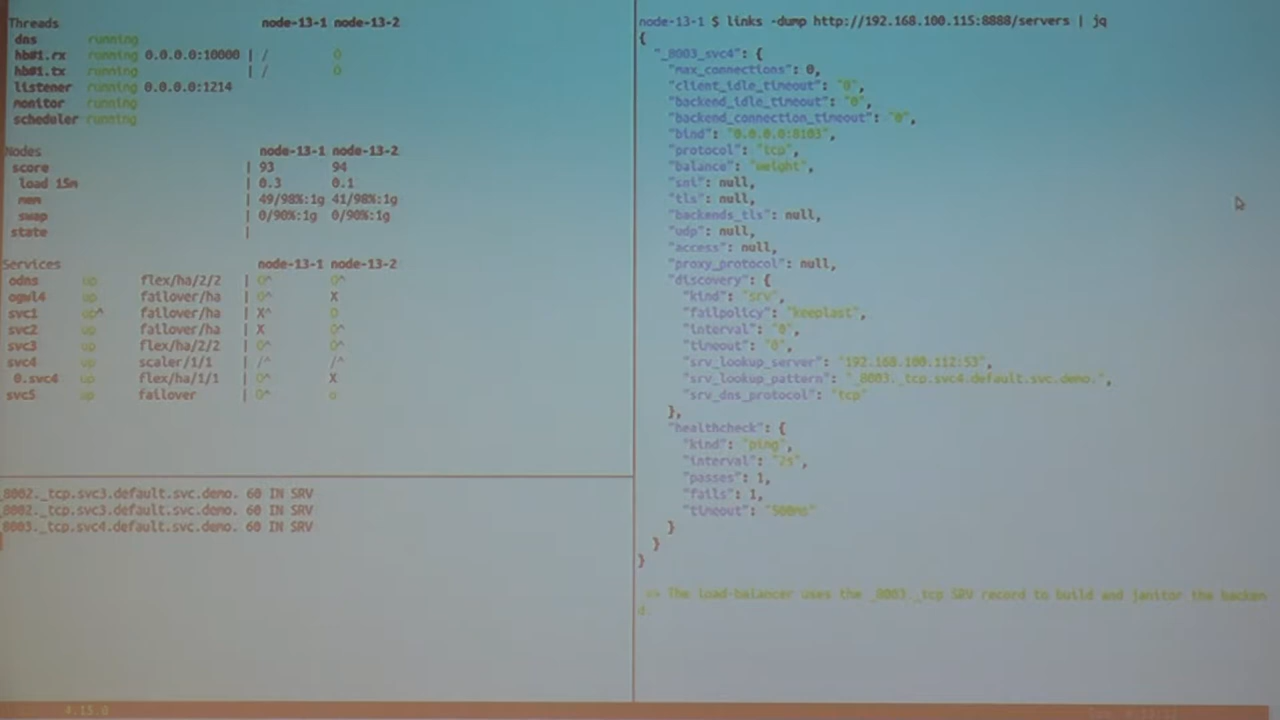 Threads node-13-1 node-13-2
dns running
hb#1.rx running 0.0.0.0:10000 | / O
hb#1.tx running | / O
listener running 0.0.0.0:1214
monitor running
scheduler running
Nodes node-13-1 node-13-2
score | 93 94
load 15m | 0.3 0.1
mem | 49/98%:1g 41/98%:1g
swap | 0/90%:1g 0/90%:1g
state |
Services node-13-1 node-13-2
odns up flex/ha/2/2 | O^ O^
ogwl4 up failover/ha | O^ X
svc1 up^ failover/ha | X^ O
svc2 up failover/ha | X O^
svc3 up flex/ha/2/2 | O^ O^
svc4 up scaler/1/1 | /^ /^
0.svc4 up flex/ha/1/1 | O^ X
svc5 up failover | O^ o
_8002._tcp.svc3.default.svc.demo. 60 IN SRV
_8002._tcp.svc3.default.svc.demo. 60 IN SRV
_8003._tcp.svc4.default.svc.demo. 60 IN SRV
4.15.0
node-13-1 $ links -dump http://192.168.100.115:8888/servers | jq
{
"_8003_svc4": {
"max_connections": 0,
"client_idle_timeout": "0",
"backend_idle_timeout": "0",
"backend_connection_timeout": "0",
"bind": "0.0.0.0:8103",
"protocol": "tcp",
"balance": "weight",
"sni": null,
"tls": null,
"backends_tls": null,
"udp": null,
"access": null,
"proxy_protocol": null,
"discovery": {
"kind": "srv",
"failpolicy": "keeplast",
"interval": "0",
"timeout": "0",
"srv_lookup_server": "192.168.100.112:53",
"srv_lookup_pattern": "_8003._tcp.svc4.default.svc.demo.",
"srv_dns_protocol": "tcp"
},
"healthcheck": {
"kind": "ping",
"interval": "2s",
"passes": 1,
"fails": 1,
"timeout": "500ms"
}
}
}
The load-balancer uses the _8003._tcp SRV record to build and janitor the backen
d.